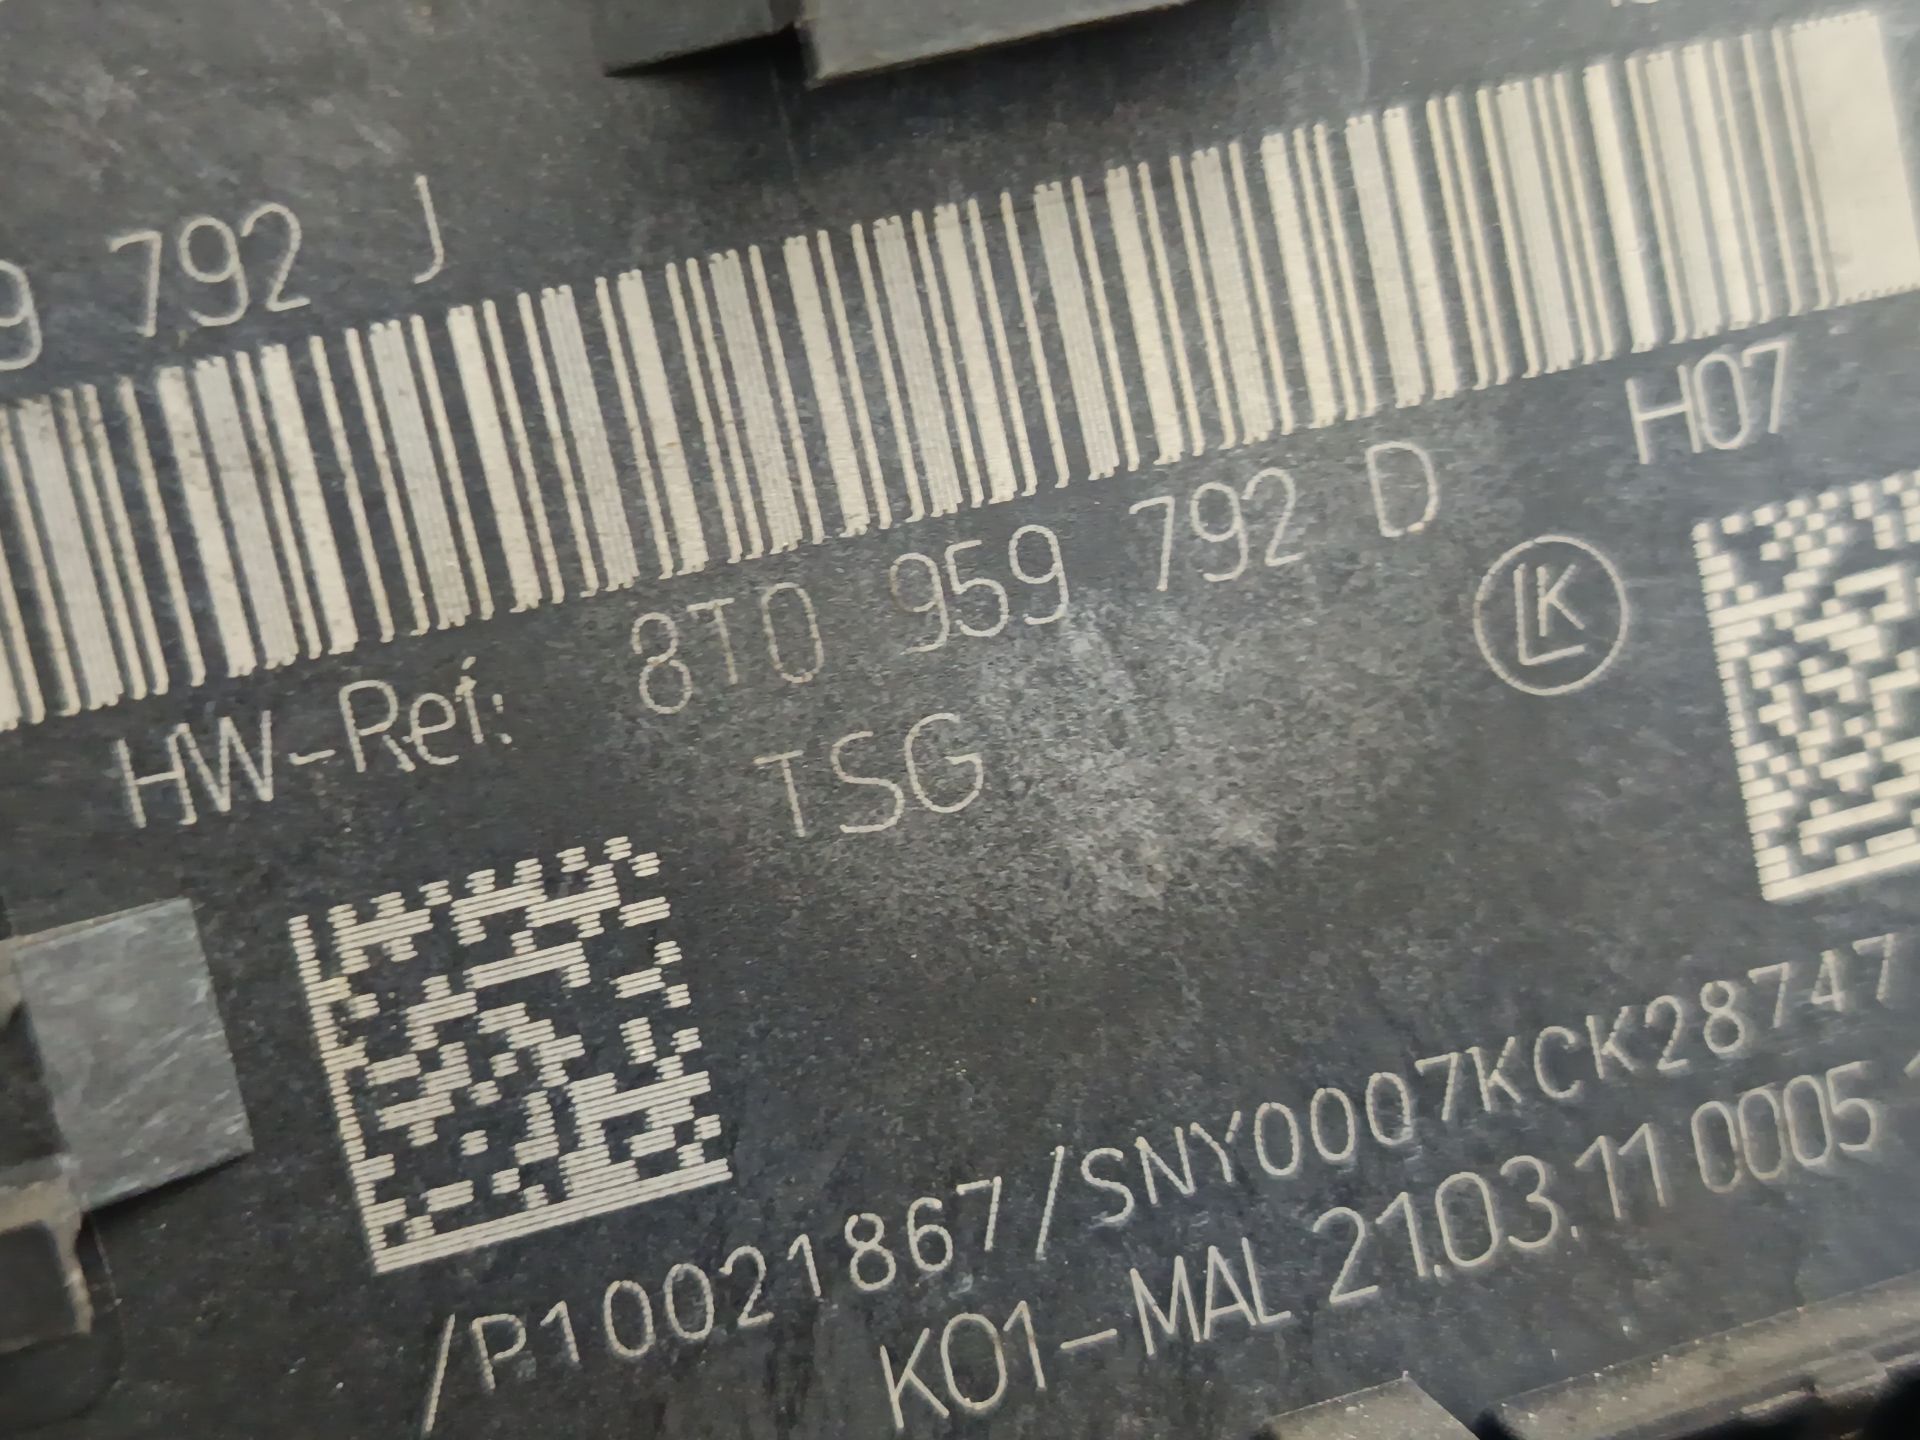 9 792 J
H07
HW-Ref: 8T0 959 792 D
LK
TSG
/P10021867/SNY0007KCK28747
K01-MAL 21.03.11 0005